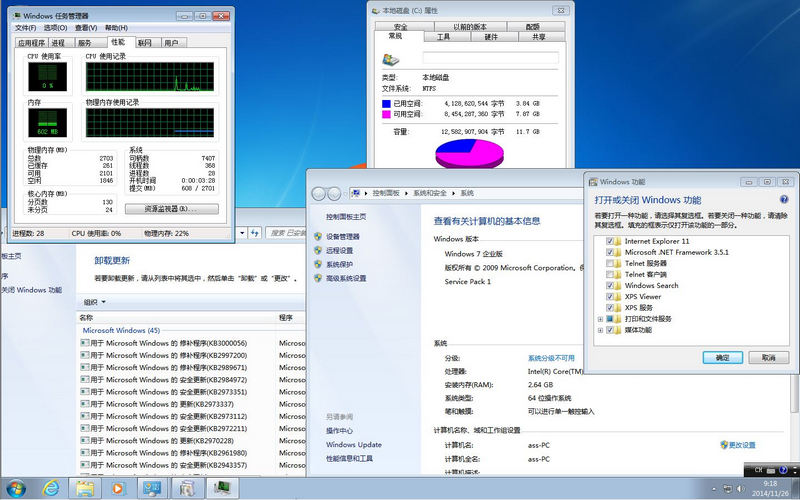 Windows 任务管理器
文件(F) 选项(O) 查看(V) 帮助(H)
应用程序 进程 服务 性能 联网 用户
CPU 使用率
CPU 使用记录
0 %
内存
物理内存使用记录
602 MB
物理内存(MB)
总数 2703
已缓存 261
可用 2101
空闲 1846
核心内存(MB)
分页数 130
未分页 24
系统
句柄数 7407
线程数 368
进程数 28
开机时间 0:00:03:28
提交(MB) 608 / 2701
资源监视器(R)...
进程数: 28 CPU 使用率: 0% 物理内存: 22%
本地磁盘 (C:) 属性
安全 以前的版本 配额
常规 工具 硬件 共享
类型: 本地磁盘
文件系统: NTFS
已用空间: 4,128,620,544 字节 3.84 GB
可用空间: 8,454,287,360 字节 7.87 GB
容量: 12,582,907,904 字节 11.7 GB
搜索 已安
板主页
序
关闭 Windows 功能
卸载更新
若要卸载更新，请从列表中将其选中，然后单击“卸载”或“更改”。
组织
名称 程序
Microsoft Windows (45)
用于 Microsoft Windows 的 修补程序(KB3000056) Microso
用于 Microsoft Windows 的 修补程序(KB2997200) Microso
用于 Microsoft Windows 的 修补程序(KB2989671) Microso
用于 Microsoft Windows 的 安全更新(KB2984972) Microso
用于 Microsoft Windows 的 安全更新(KB2973351) Microso
用于 Microsoft Windows 的 更新(KB2973337) Microso
用于 Microsoft Windows 的 安全更新(KB2973112) Microso
用于 Microsoft Windows 的 安全更新(KB2972211) Microso
用于 Microsoft Windows 的 更新(KB2970228) Microso
用于 Microsoft Windows 的 修补程序(KB2961980) Microso
用于 Microsoft Windows 的 安全更新(KB2943357) Microso
控制面板 系统和安全 系统
控制面板主页
设备管理器
远程设置
系统保护
高级系统设置
另请参阅
操作中心
Windows Update
性能信息和工具
查看有关计算机的基本信息
Windows 版本
Windows 7 企业版
版权所有 © 2009 Microsoft Corporation。保
Service Pack 1
系统
分级: 系统分级不可用
处理器: Intel(R) Core(TM)
安装内存(RAM): 2.64 GB
系统类型: 64 位操作系统
笔和触摸: 可以进行单一触控输入
计算机名称、域和工作组设置
计算机名: ass-PC
更改设置
计算机全名: ass-PC
计算机描述:
Windows 功能
打开或关闭 Windows 功能
若要打开一种功能，请选择其复选框。若要关闭一种功能，请清除其复选框。填充的框表示仅打开该功能的一部分。
Internet Explorer 11
Microsoft .NET Framework 3.5.1
Telnet 服务器
Telnet 客户端
Windows Search
XPS Viewer
XPS 服务
打印和文件服务
媒体功能
确定 取消
CH
9:18
2014/11/26